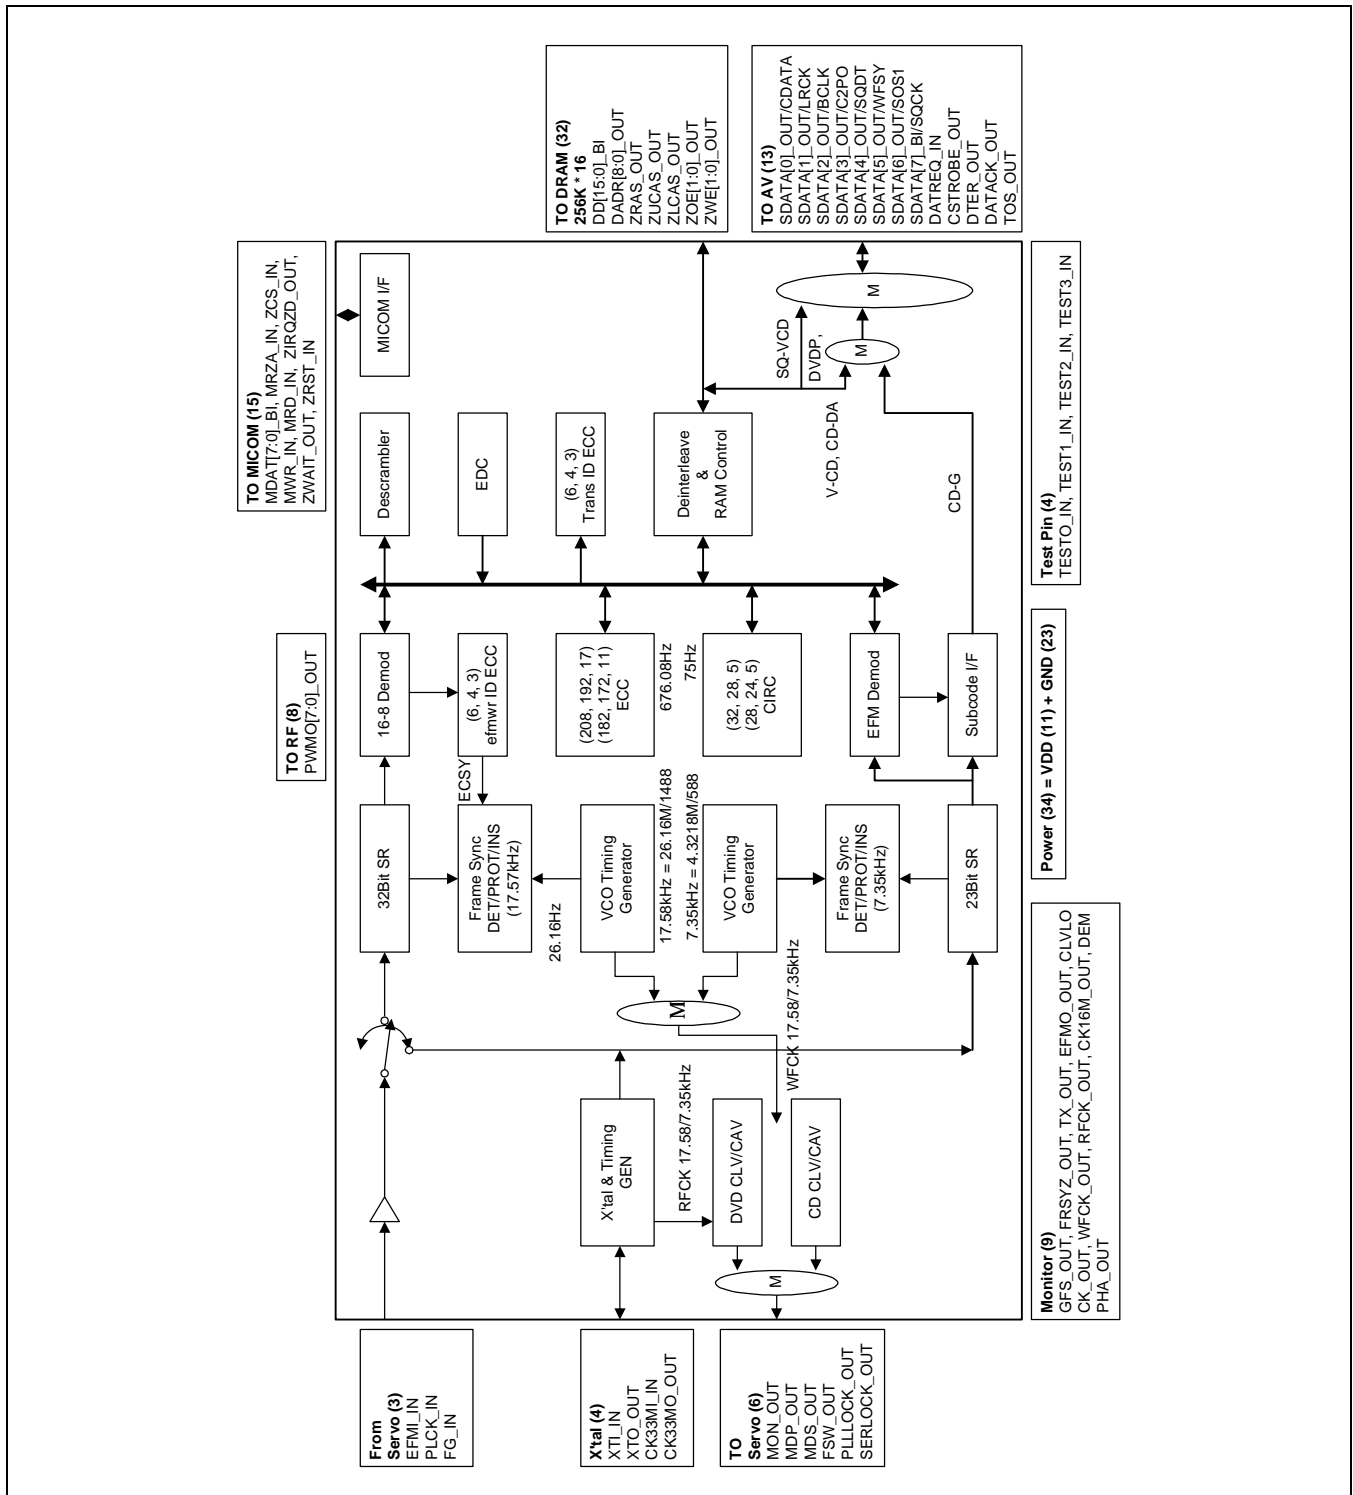 TO DRAM (32)
256K * 16
DD[15:0]_BI
DADR[8:0]_OUT
ZRAS_OUT
ZUCAS_OUT
ZLCAS_OUT
ZOE[1:0]_OUT
ZWE[1:0]_OUT
TO AV (13)
SDATA[0]_OUT/CDATA
SDATA[1]_OUT/LRCK
SDATA[2]_OUT/BCLK
SDATA[3]_OUT/C2PO
SDATA[4]_OUT/SQDT
SDATA[5]_OUT/WFSY
SDATA[6]_OUT/SOS1
SDATA[7]_BI/SQCK
DATREQ_IN
CSTROBE_OUT
DTER_OUT
DATACK_OUT
TOS_OUT
TO MICOM (15)
MDAT[7:0]_BI, MRZA_IN, ZCS_IN,
MWR_IN, MRD_IN, ZIRQZD_OUT,
ZWAIT_OUT, ZRST_IN
MICOM I/F
Descrambler
EDC
(6, 4, 3)
Trans ID ECC
Deinterleave
&
RAM Control
SQ-VCD
DVDP,
V-CD, CD-DA
CD-G
M
M
Test Pin (4)
TESTO_IN, TEST1_IN, TEST2_IN, TEST3_IN
TO RF (8)
PWMO[7:0]_OUT
16-8 Demod
(6, 4, 3)
efmwr ID ECC
ECSY
(208, 192, 17)
(182, 172, 11)
ECC
676.08Hz
75Hz
(32, 28, 5)
(28, 24, 5)
CIRC
EFM Demod
Subcode I/F
Power (34) = VDD (11) + GND (23)
32Bit SR
Frame Sync
DET/PROT/INS
(17.57kHz)
26.16Hz
VCO Timing
Generator
17.58kHz = 26.16M/1488
7.35kHz = 4.3218M/588
VCO Timing
Generator
Frame Sync
DET/PROT/INS
(7.35kHz)
23Bit SR
M
WFCK 17.58/7.35kHz
X'tal & Timing
GEN
RFCK 17.58/7.35kHz
DVD CLV/CAV
CD CLV/CAV
M
Monitor (9)
GFS_OUT, FRSYZ_OUT, TX_OUT, EFMO_OUT, CLVLO
CK_OUT, WFCK_OUT, RFCK_OUT, CK16M_OUT, DEM
PHA_OUT
From
Servo (3)
EFMI_IN
PLCK_IN
FG_IN
X'tal (4)
XTI_IN
XTO_OUT
CK33MI_IN
CK33MO_OUT
TO
Servo (6)
MON_OUT
MDP_OUT
MDS_OUT
FSW_OUT
PLLLOCK_OUT
SERLOCK_OUT